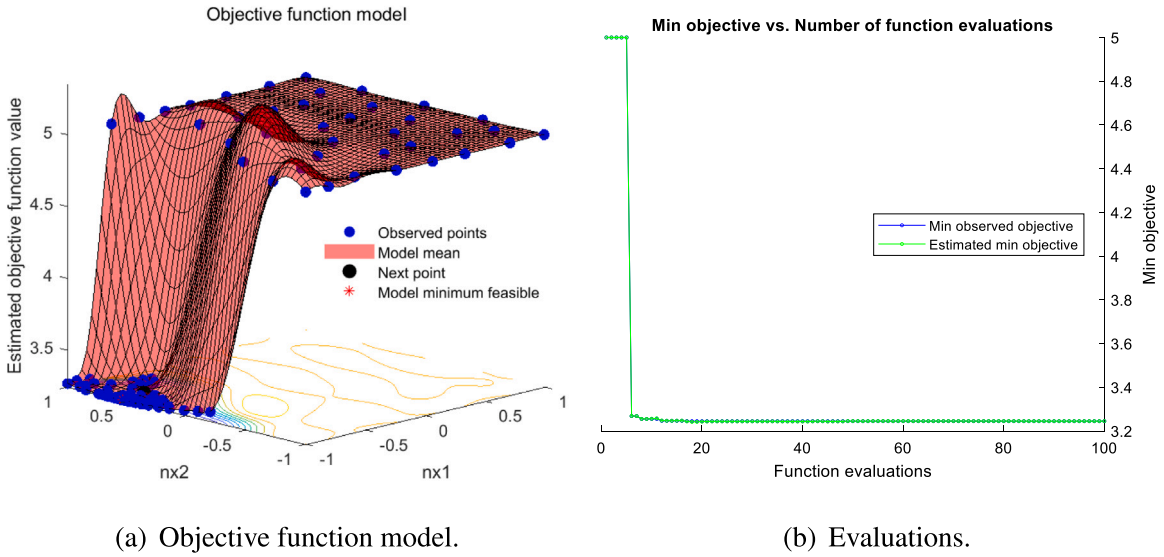 Objective function model
Estimated objective function value
5
4.5
4
3.5
Observed points
Model mean
Next point
Model minimum feasible
1
0.5
0
-0.5
-1
nx2
-1
-0.5
0
0.5
1
nx1
(a) Objective function model.
Min objective vs. Number of function evaluations
5
4.8
4.6
4.4
4.2
4
3.8
3.6
3.4
3.2
Min objective
Min observed objective
Estimated min objective
0
20
40
60
80
100
Function evaluations
(b) Evaluations.